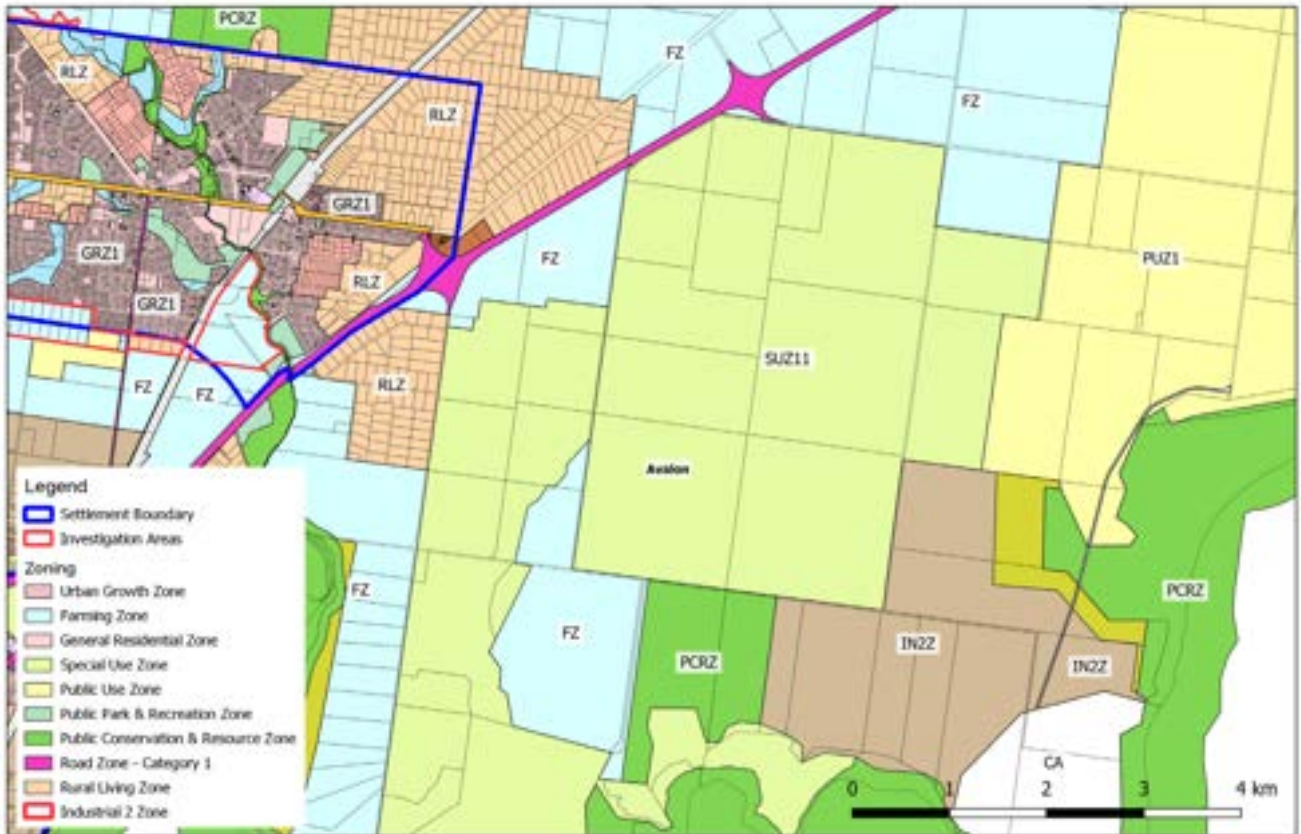 PCRZ
FZ
RLZ
FZ
RLZ
GRZ1
GRZ1
FZ
PUZ1
RLZ
GRZ1
SUZ11
FZ
FZ
RLZ
Avalon
Legend
Settlement Boundary
Investigation Areas
Zoning
Urban Growth Zone
Farming Zone
General Residential Zone
Special Use Zone
Public Use Zone
Public Park & Recreation Zone
Public Conservation & Resource Zone
Road Zone - Category 1
Rural Living Zone
Industrial 2 Zone
FZ
FZ
PCRZ
PCRZ
IN2Z
IN2Z
CA
0 1 2 3 4 km